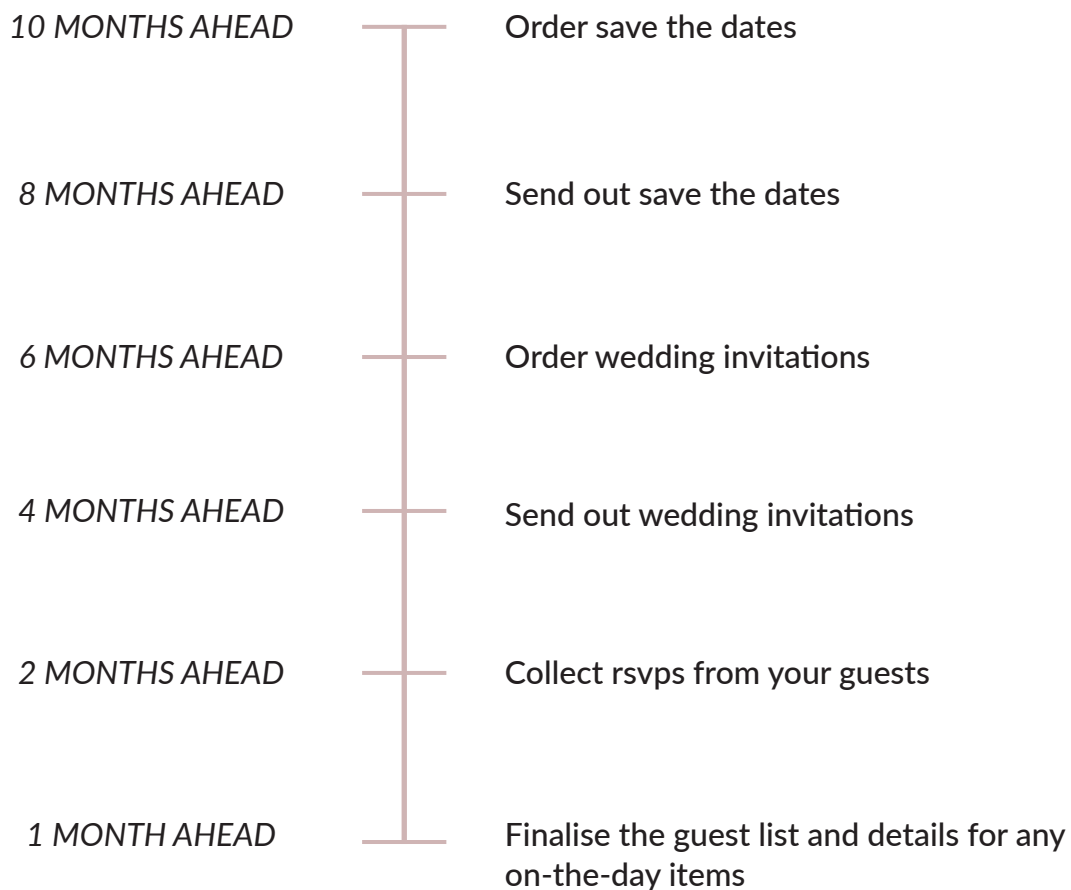 10 MONTHS AHEAD
Order save the dates
8 MONTHS AHEAD
Send out save the dates
6 MONTHS AHEAD
Order wedding invitations
4 MONTHS AHEAD
Send out wedding invitations
2 MONTHS AHEAD
Collect rsvps from your guests
1 MONTH AHEAD
Finalise the guest list and details for any
on-the-day items